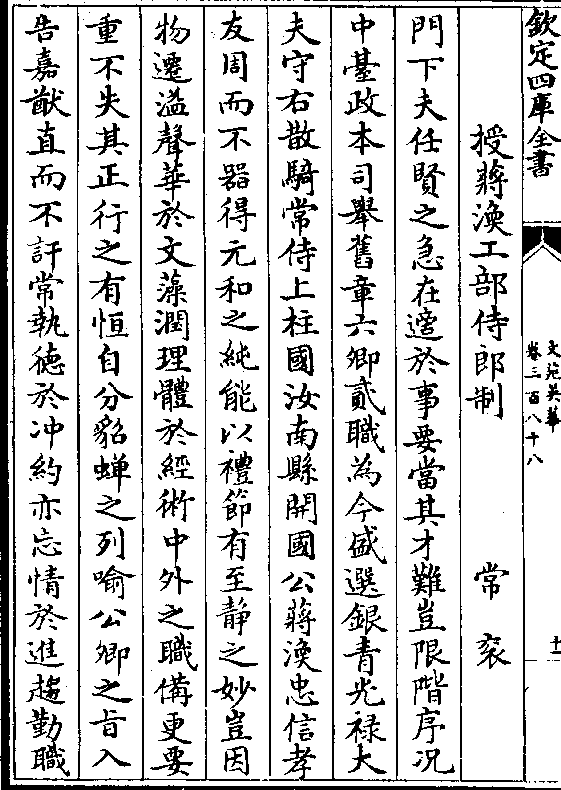 欽定四庫全書
文苑英華
卷三百八十八
十一
授蔣渙工部侍郎制
常衮
門下夫任賢之急在適於事要當其才難豈限階序况
中臺政本司舉舊章六卿貳職為今盛選銀青光禄大
夫守右散騎常侍上柱國汝南縣開國公蔣渙忠信孝
友周而不器得元和之純能以禮節有至静之妙豈因
物遷溢聲華於文藻潤理體於經術中外之職備更要
重不失其正行之有恒自分貂蟬之列喻公卿之旨入
告嘉猷直而不訐常執德於冲約亦忘情於進趨勤職